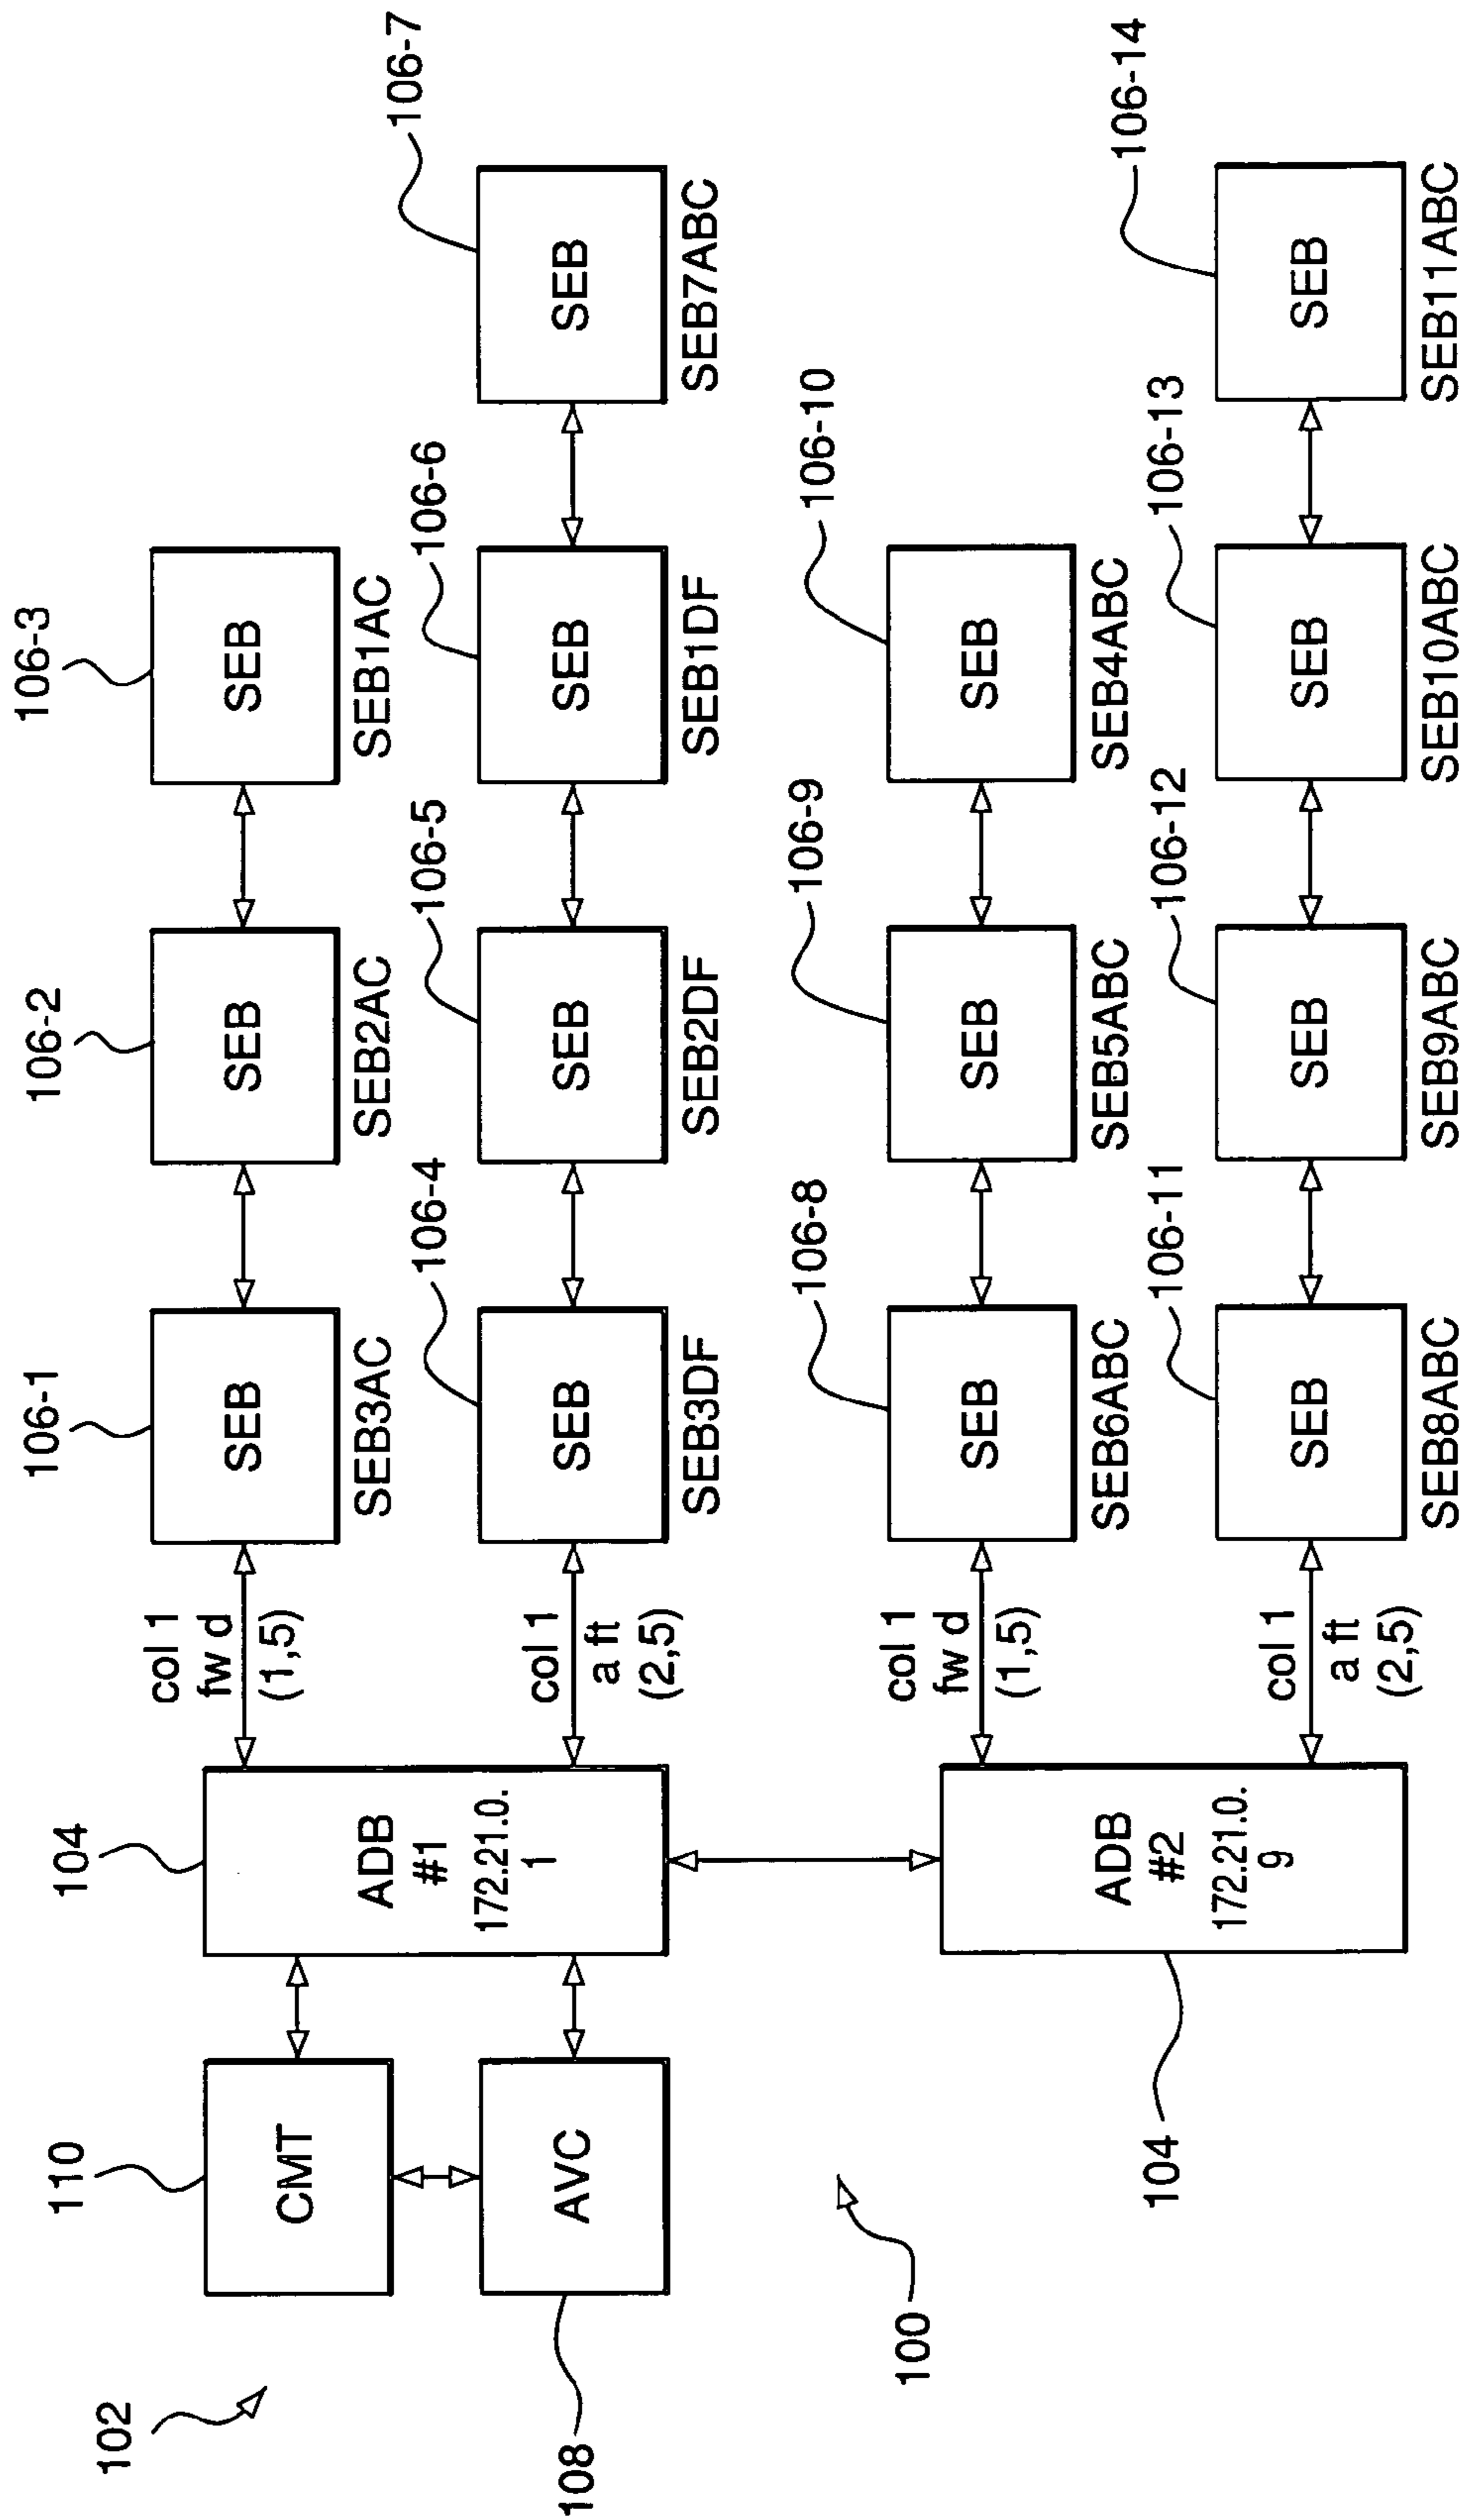 102
110
CMT
AVC
108
100
104
ADB
#1
172.21.0.
1
ADB
#2
172.21.0.
9
104
col 1
fw d
(1,5)
106-1
SEB
SEB3AC
106-2
SEB
SEB2AC
106-3
SEB
SEB1AC
col 1
a ft
(2,5)
106-4
SEB
SEB3DF
106-5
SEB
SEB2DF
106-6
SEB
SEB1DF
106-7
SEB
SEB7ABC
col 1
fw d
(1,5)
106-8
SEB
SEB6ABC
106-9
SEB
SEB5ABC
106-10
SEB
SEB4ABC
col 1
a ft
(2,5)
106-11
SEB
SEB8ABC
106-12
SEB
SEB9ABC
106-13
SEB
SEB10ABC
106-14
SEB
SEB11ABC